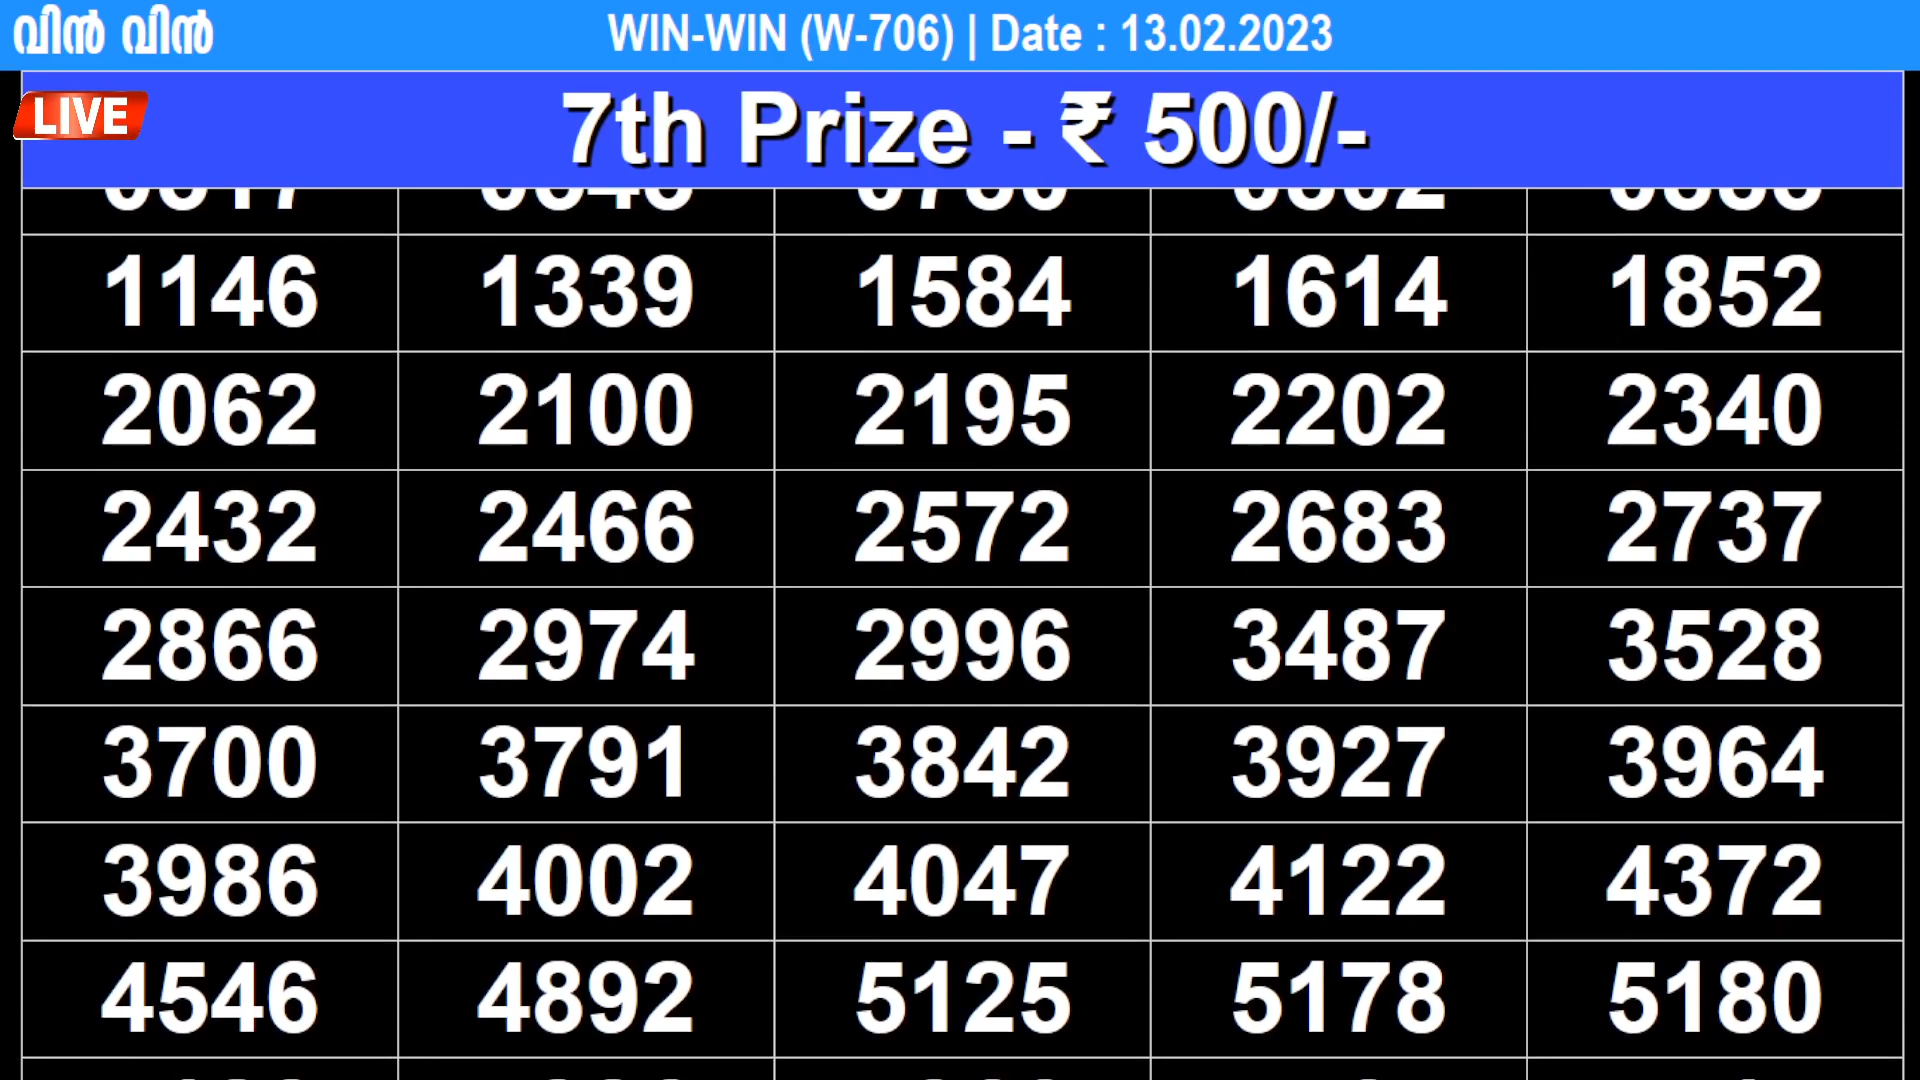 വിൻ വിൻ WIN-WIN (W-706) | Date : 13.02.2023
LIVE 7th Prize - ₹ 500/-
1146 1339 1584 1614 1852
2062 2100 2195 2202 2340
2432 2466 2572 2683 2737
2866 2974 2996 3487 3528
3700 3791 3842 3927 3964
3986 4002 4047 4122 4372
4546 4892 5125 5178 5180